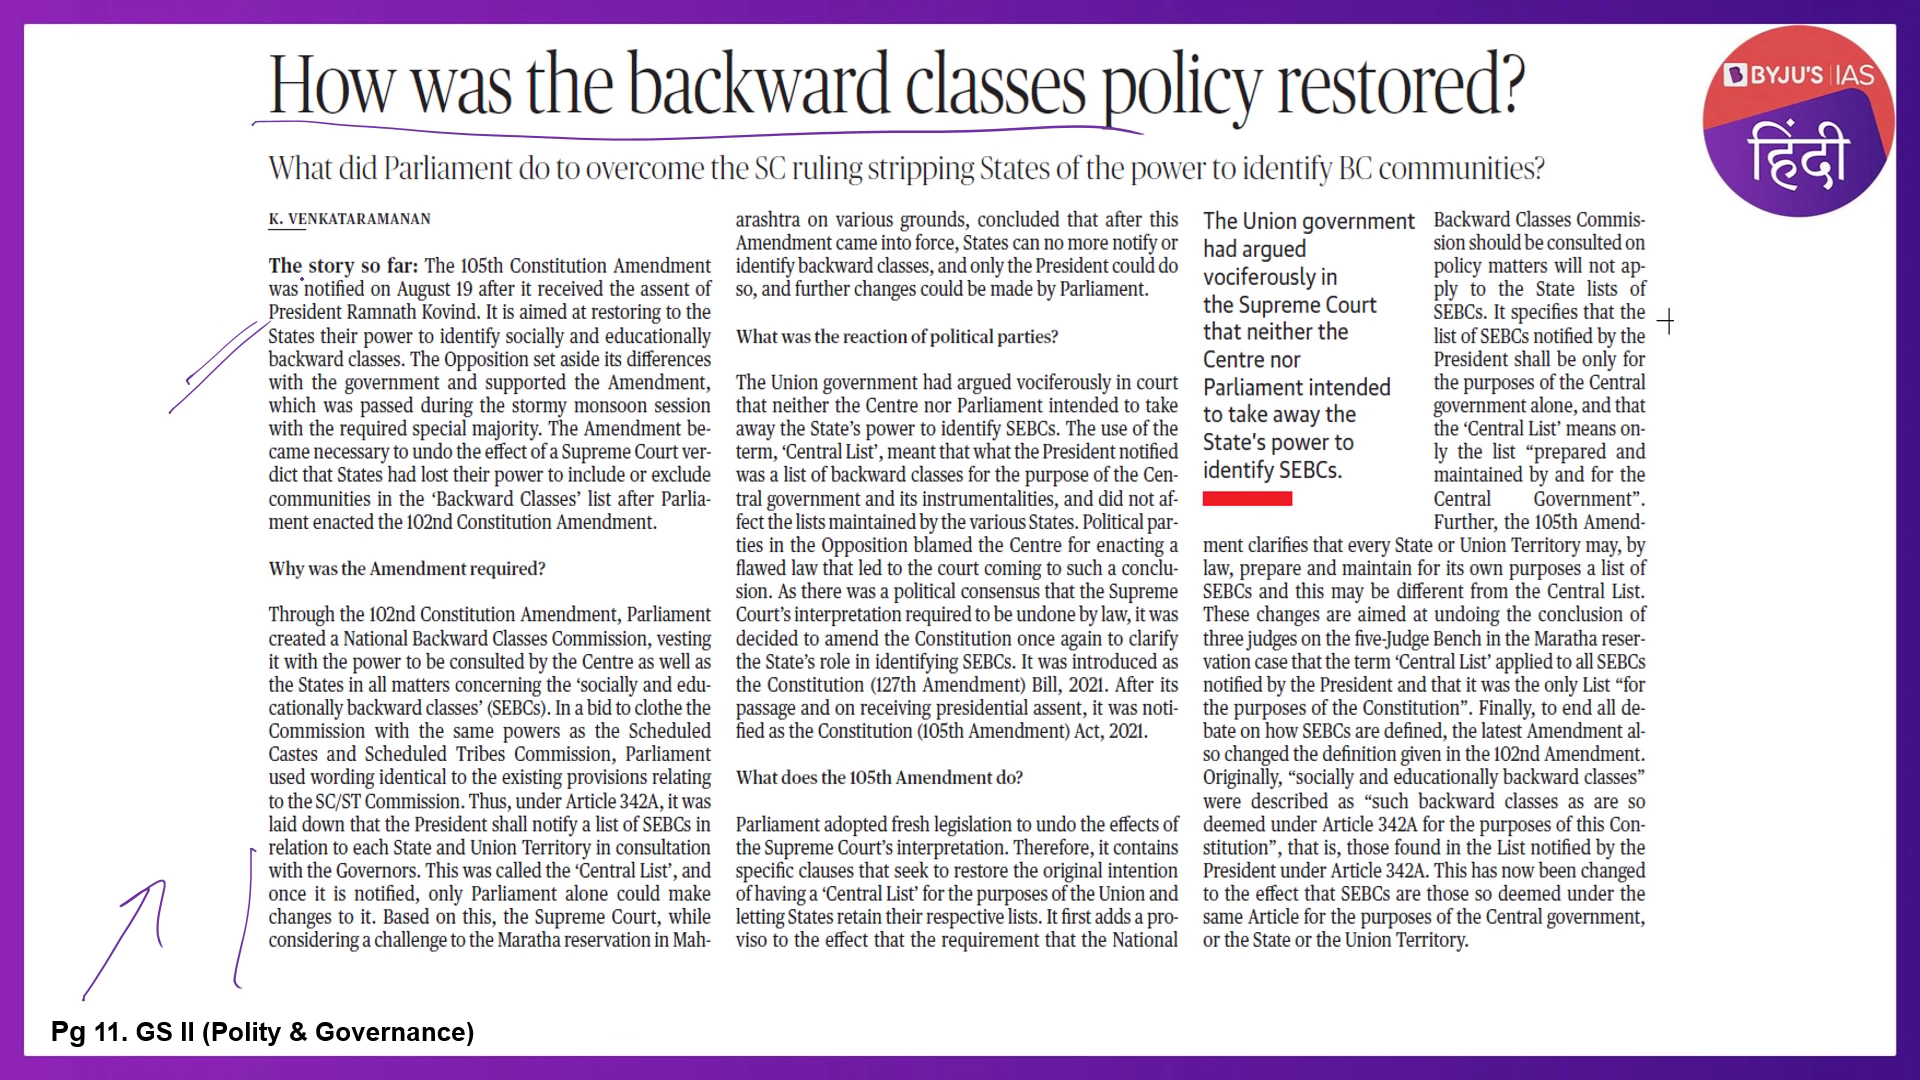 How was the backward classes policy restored?
What did Parliament do to overcome the SC ruling stripping States of the power to identify BC communities?
BYJU'S IAS
हिंदी
K. VENKATARAMANAN
The story so far: The 105th Constitution Amendment
was notified on August 19 after it received the assent of
President Ramnath Kovind. It is aimed at restoring to the
States their power to identify socially and educationally
backward classes. The Opposition set aside its differences
with the government and supported the Amendment,
which was passed during the stormy monsoon session
with the required special majority. The Amendment be-
came necessary to undo the effect of a Supreme Court ver-
dict that States had lost their power to include or exclude
communities in the 'Backward Classes' list after Parlia-
ment enacted the 102nd Constitution Amendment.
Why was the Amendment required?
Through the 102nd Constitution Amendment, Parliament
created a National Backward Classes Commission, vesting
it with the power to be consulted by the Centre as well as
the States in all matters concerning the 'socially and edu-
cationally backward classes' (SEBCs). In a bid to clothe the
Commission with the same powers as the Scheduled
Castes and Scheduled Tribes Commission, Parliament
used wording identical to the existing provisions relating
to the SC/ST Commission. Thus, under Article 342A, it was
laid down that the President shall notify a list of SEBCs in
relation to each State and Union Territory in consultation
with the Governors. This was called the 'Central List', and
once it is notified, only Parliament alone could make
changes to it. Based on this, the Supreme Court, while
considering a challenge to the Maratha reservation in Mah-
arashtra on various grounds, concluded that after this
Amendment came into force, States can no more notify or
identify backward classes, and only the President could do
so, and further changes could be made by Parliament.
What was the reaction of political parties?
The Union government had argued vociferously in court
that neither the Centre nor Parliament intended to take
away the State's power to identify SEBCs. The use of the
term, 'Central List', meant that what the President notified
was a list of backward classes for the purpose of the Cen-
tral government and its instrumentalities, and did not af-
fect the lists maintained by the various States. Political par-
ties in the Opposition blamed the Centre for enacting a
flawed law that led to the court coming to such a conclu-
sion. As there was a political consensus that the Supreme
Court's interpretation required to be undone by law, it was
decided to amend the Constitution once again to clarify
the State's role in identifying SEBCs. It was introduced as
the Constitution (127th Amendment) Bill, 2021. After its
passage and on receiving presidential assent, it was noti-
fied as the Constitution (105th Amendment) Act, 2021.
What does the 105th Amendment do?
Parliament adopted fresh legislation to undo the effects of
the Supreme Court's interpretation. Therefore, it contains
specific clauses that seek to restore the original intention
of having a 'Central List' for the purposes of the Union and
letting States retain their respective lists. It first adds a pro-
viso to the effect that the requirement that the National
The Union government
had argued
vociferously in
the Supreme Court
that neither the
Centre nor
Parliament intended
to take away the
State's power to
identify SEBCs.
Backward Classes Commis-
sion should be consulted on
policy matters will not ap-
ply to the State lists of
SEBCs. It specifies that the
list of SEBCs notified by the
President shall be only for
the purposes of the Central
government alone, and that
the 'Central List' means on-
ly the list "prepared and
maintained by and for the
Central Government".
Further, the 105th Amend-
ment clarifies that every State or Union Territory may, by
law, prepare and maintain for its own purposes a list of
SEBCs and this may be different from the Central List.
These changes are aimed at undoing the conclusion of
three judges on the five-Judge Bench in the Maratha reser-
vation case that the term 'Central List' applied to all SEBCs
notified by the President and that it was the only List "for
the purposes of the Constitution". Finally, to end all de-
bate on how SEBCs are defined, the latest Amendment al-
so changed the definition given in the 102nd Amendment.
Originally, "socially and educationally backward classes"
were described as "such backward classes as are so
deemed under Article 342A for the purposes of this Con-
stitution", that is, those found in the List notified by the
President under Article 342A. This has now been changed
to the effect that SEBCs are those so deemed under the
same Article for the purposes of the Central government,
or the State or the Union Territory.
Pg 11. GS II (Polity & Governance)